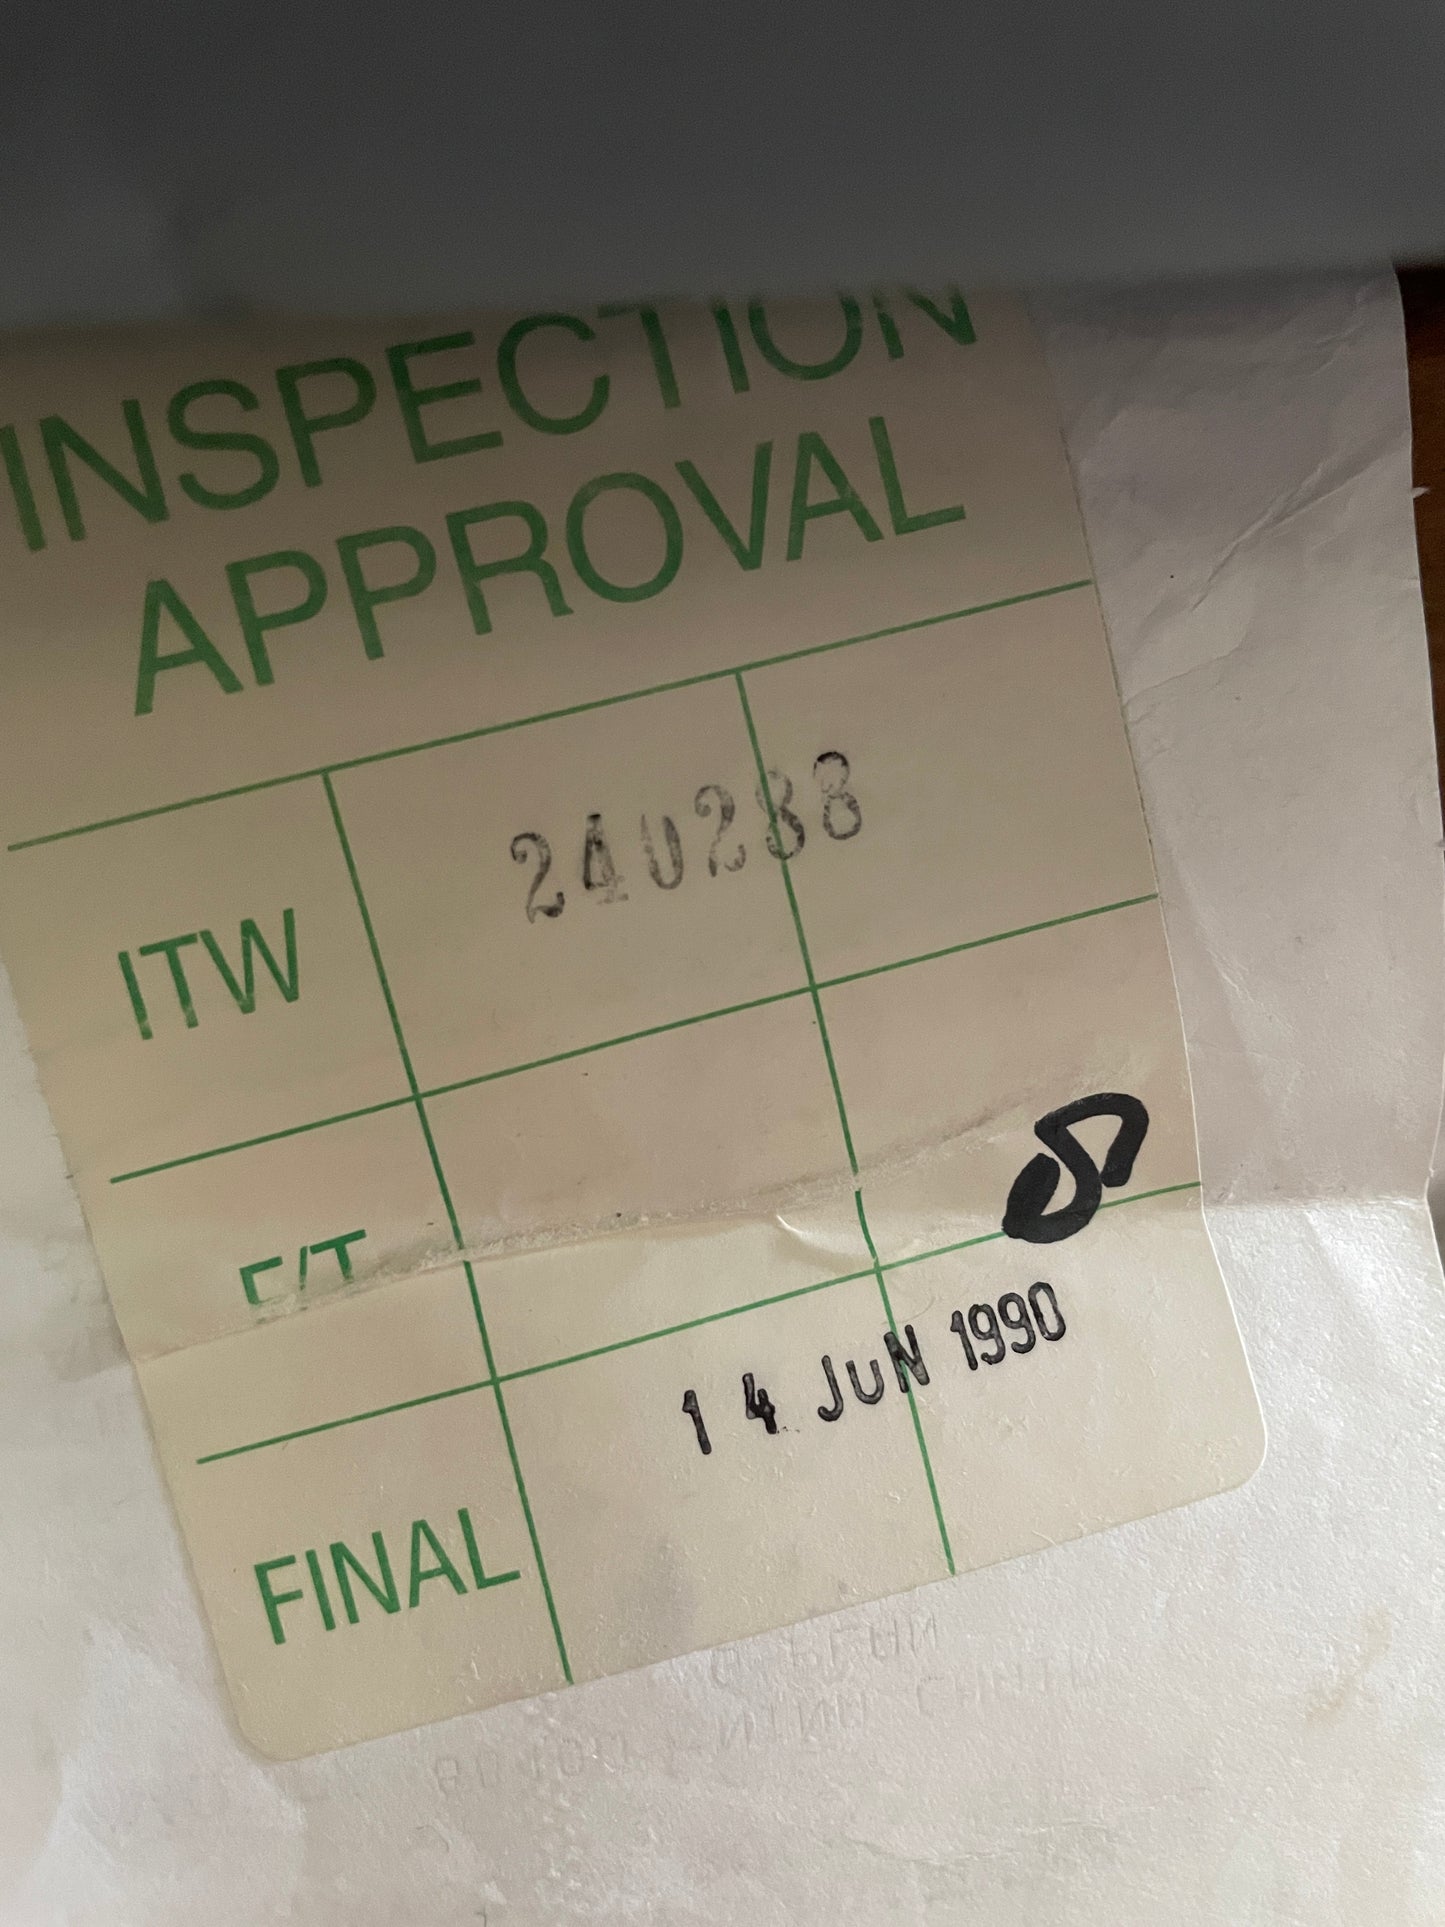 INSPECTION
APPROVAL
240288
ITW
F/T
14 JUN 1990
FINAL